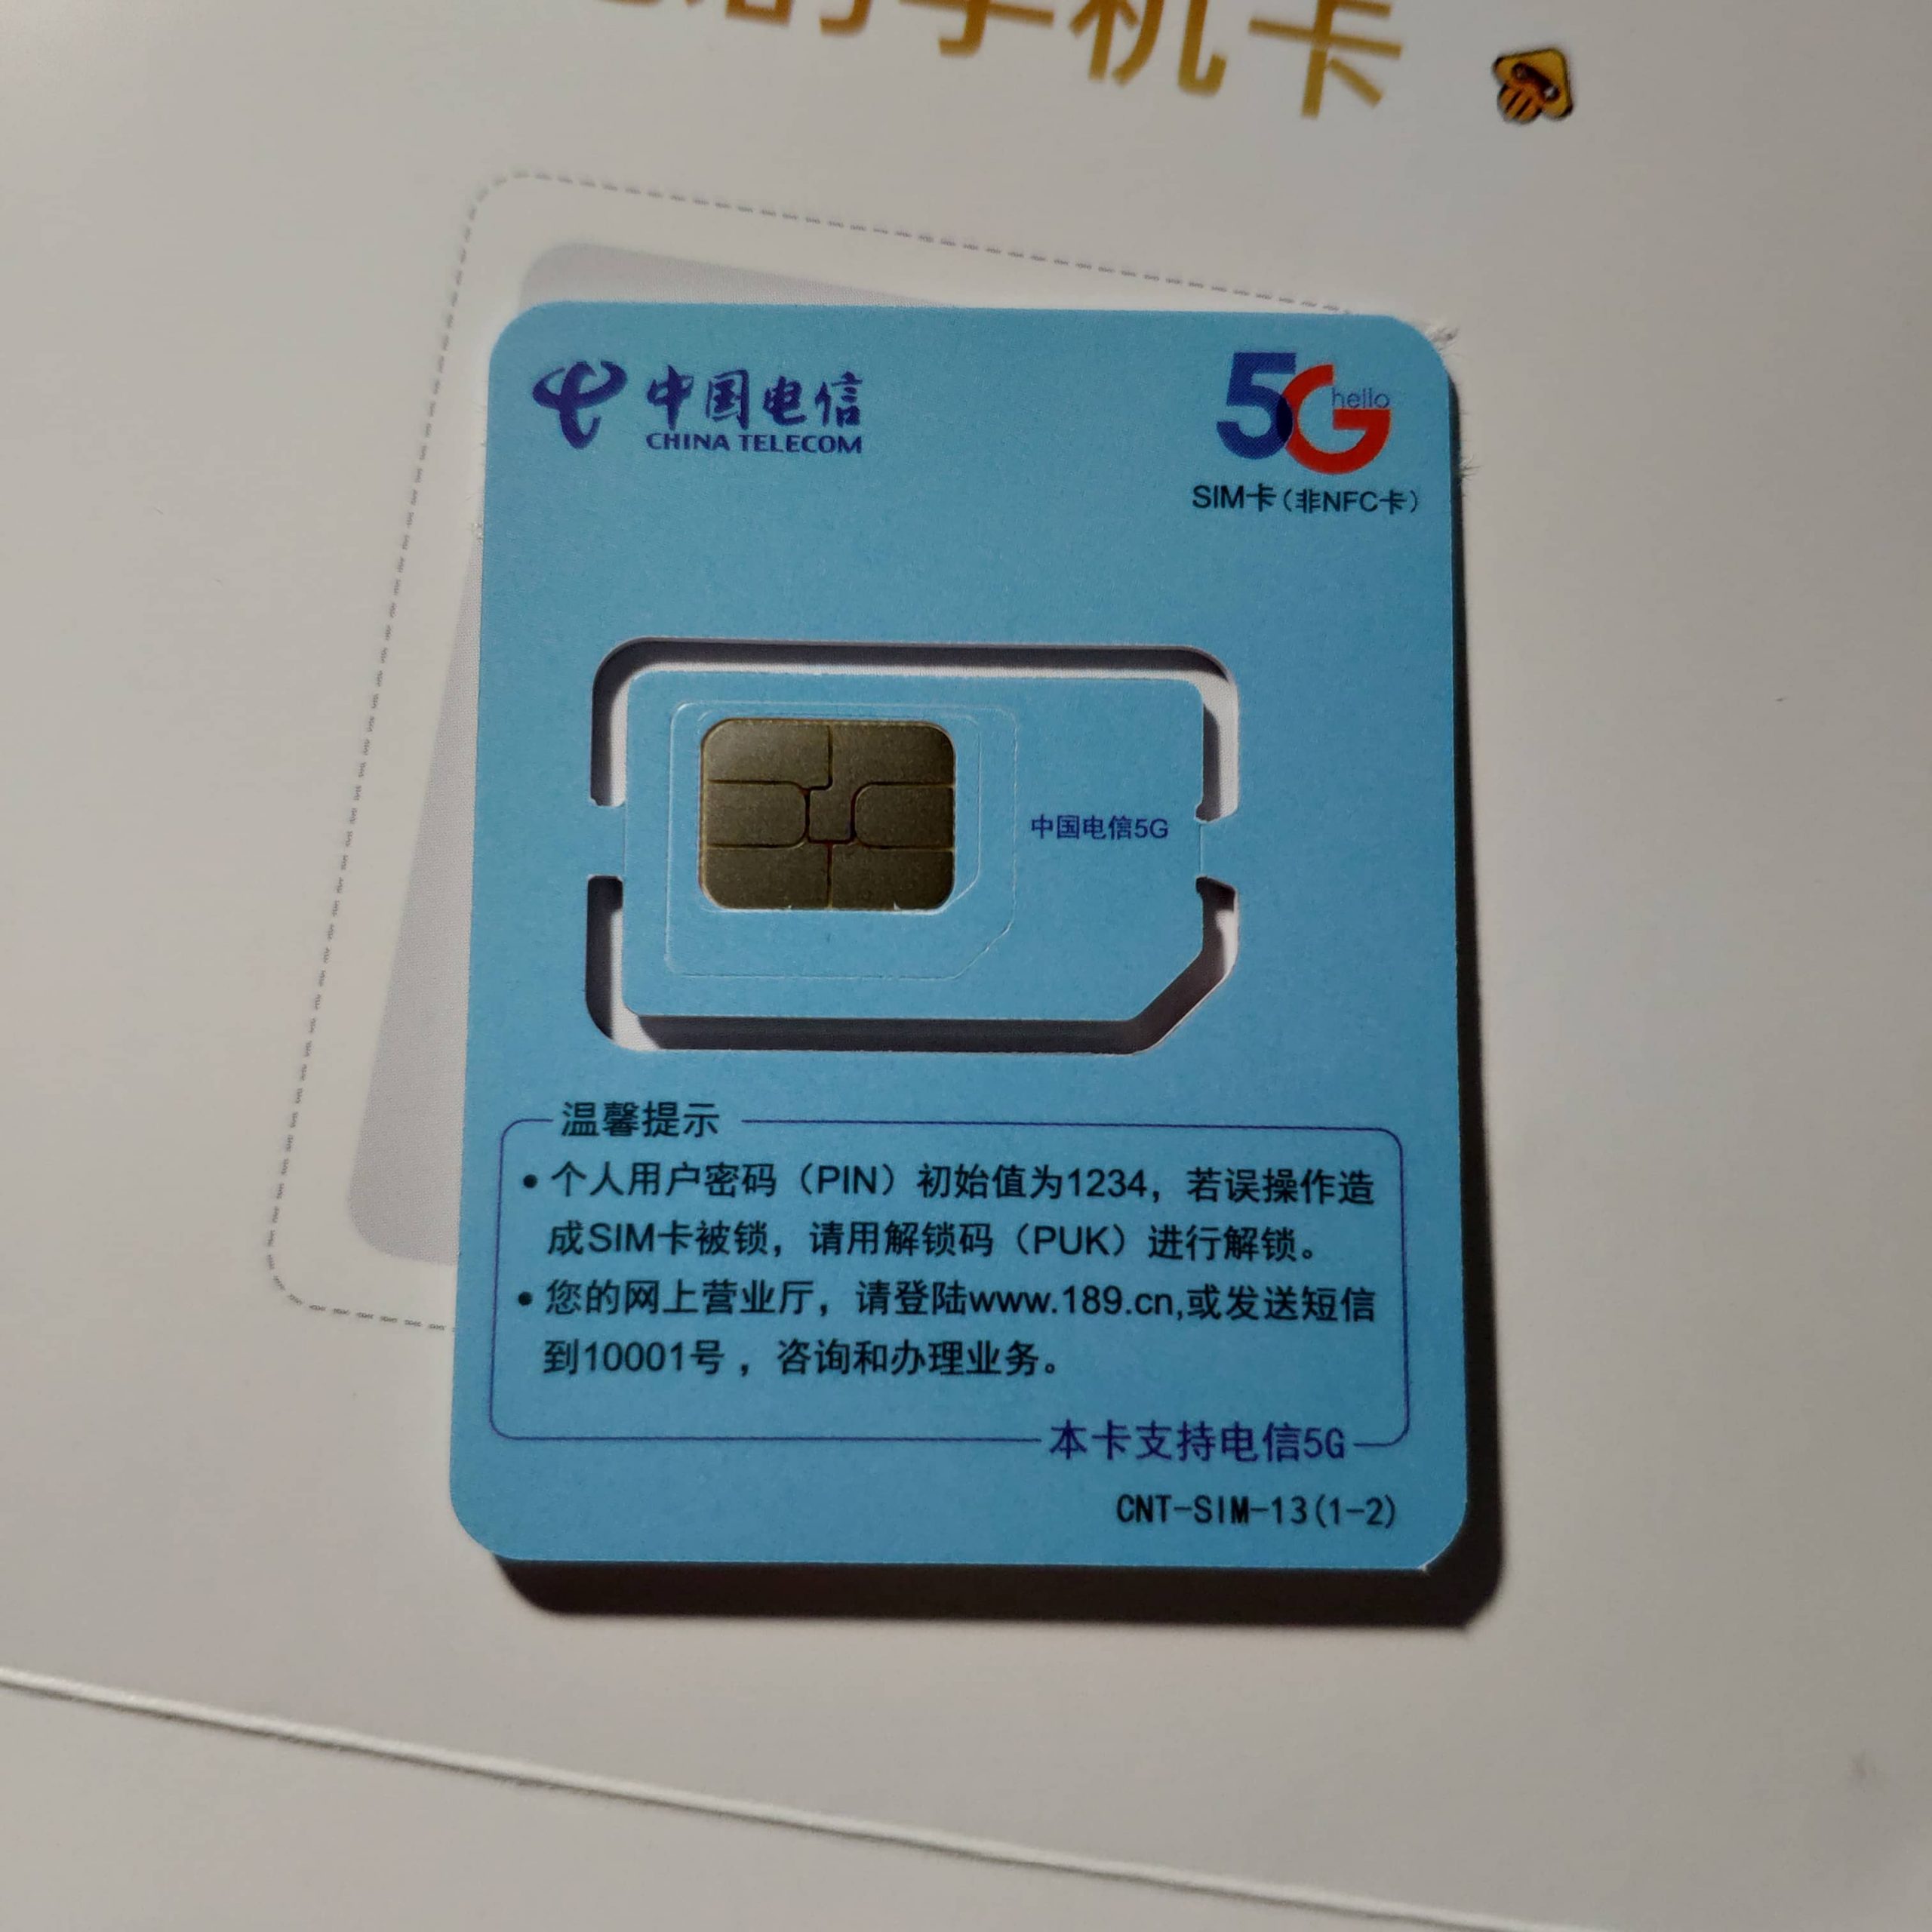 的手机卡
中国电信
CHINA TELECOM
5G
hello
SIM卡（非NFC卡）
中国电信5G
温馨提示
•个人用户密码（PIN）初始值为1234，若误操作造
成SIM卡被锁，请用解锁码（PUK）进行解锁。
•您的网上营业厅，请登陆www.189.cn,或发送短信
到10001号，咨询和办理业务。
本卡支持电信5G
CNT-SIM-13(1-2)